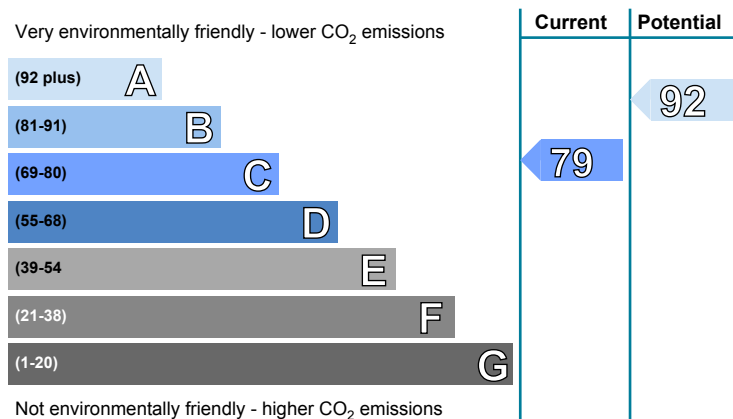 Very environmentally friendly - lower CO2 emissions
Current
Potential
(92 plus) A
(81-91) B
(69-80) C
(55-68) D
(39-54 E
(21-38) F
(1-20) G
92
79
Not environmentally friendly - higher CO2 emissions